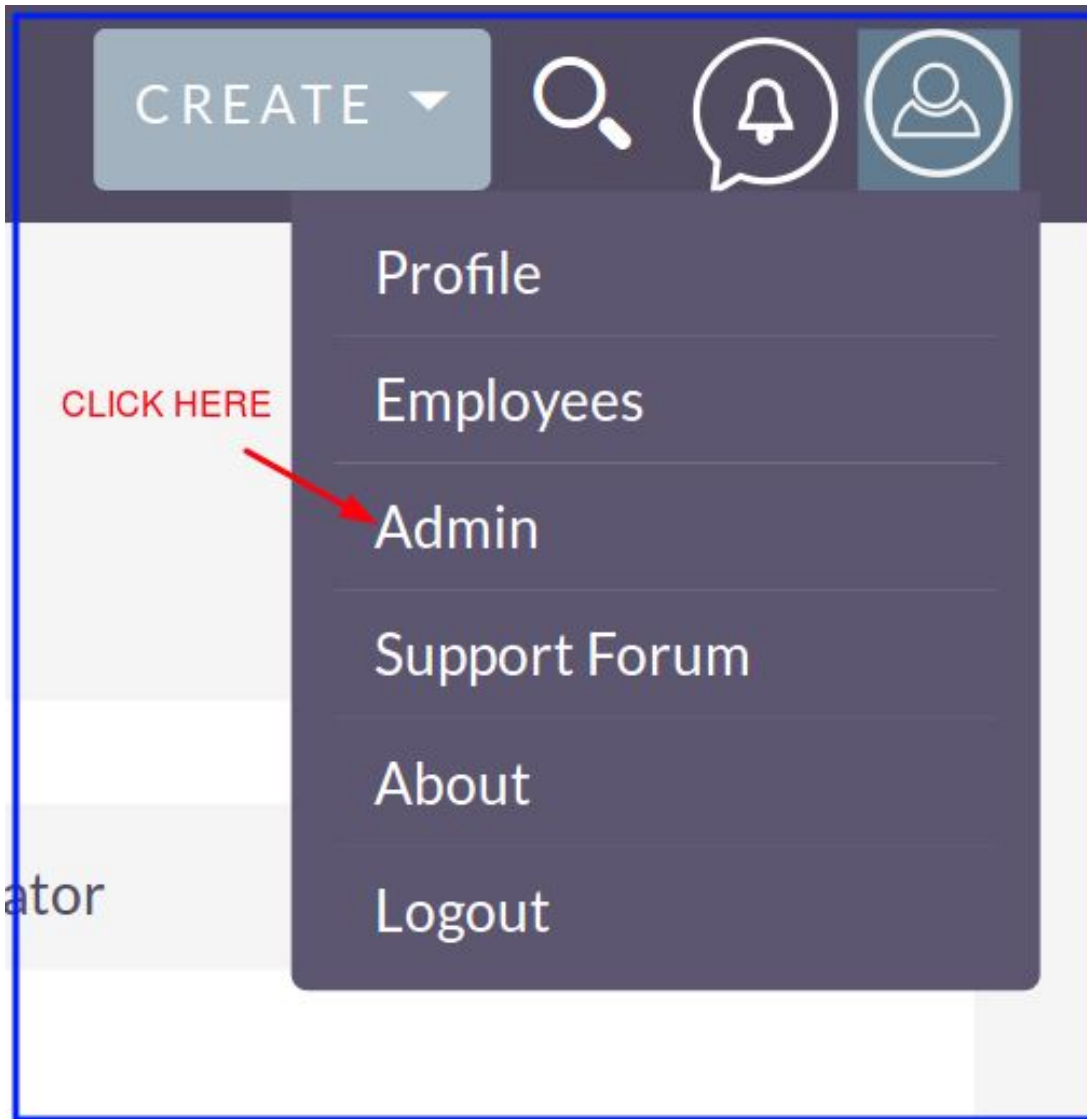 CREATE
Profile
CLICK HERE
Employees
Admin
Support Forum
About
ator
Logout